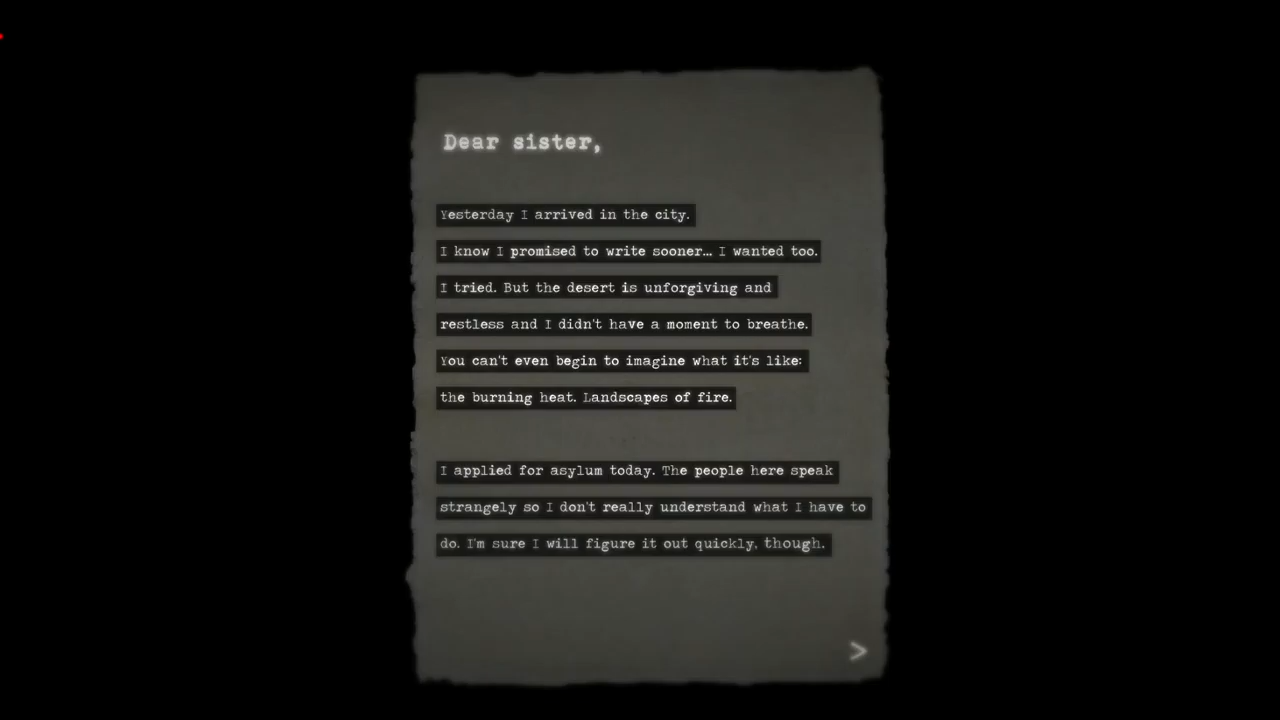 Dear sister,
Yesterday I arrived in the city.
I know I promised to write sooner... I wanted too.
I tried. But the desert is unforgiving and
restless and I didn't have a moment to breathe.
You can't even begin to imagine what it's like:
the burning heat. Landscapes of fire.
I applied for asylum today. The people here speak
strangely so I don't really understand what I have to
do. I'm sure I will figure it out quickly, though.
>